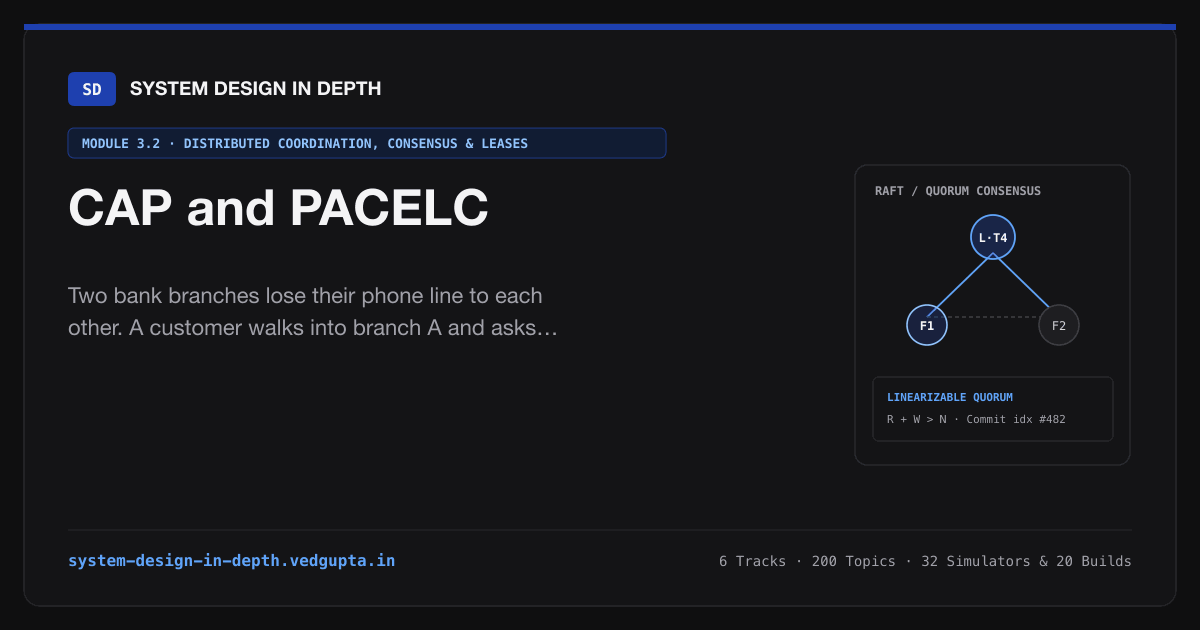 SD
SYSTEM DESIGN IN DEPTH
MODULE 3.2 · DISTRIBUTED COORDINATION, CONSENSUS & LEASES
CAP and PACELC
Two bank branches lose their phone line to each
other. A customer walks into branch A and asks…
RAFT / QUORUM CONSENSUS
L·T4
F1
F2
LINEARIZABLE QUORUM
R + W > N · Commit idx #482
system-design-in-depth.vedgupta.in
6 Tracks · 200 Topics · 32 Simulators & 20 Builds